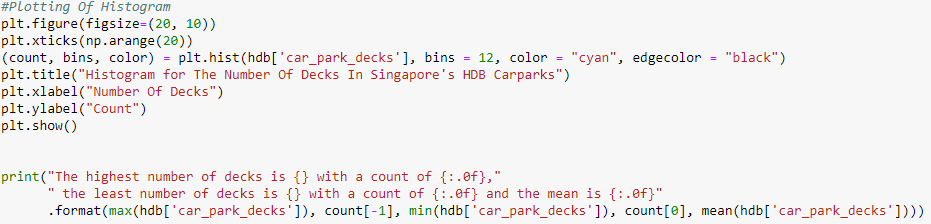 #Plotting Of Histogram
plt.figure(figsize=(20, 10))
plt.xticks(np.arange(20))
(count, bins, color) = plt.hist(hdb['car_park_decks'], bins = 12, color = "cyan", edgecolor = "black")
plt.title("Histogram for The Number Of Decks In Singapore's HDB Carparks")
plt.xlabel("Number Of Decks")
plt.ylabel("Count")
plt.show()
print("The highest number of decks is {} with a count of {:.0f},"
" the least number of decks is {} with a count of {:.0f} and the mean is {:.0f}"
.format(max(hdb['car_park_decks']), count[-1], min(hdb['car_park_decks']), count[0], mean(hdb['car_park_decks'])))